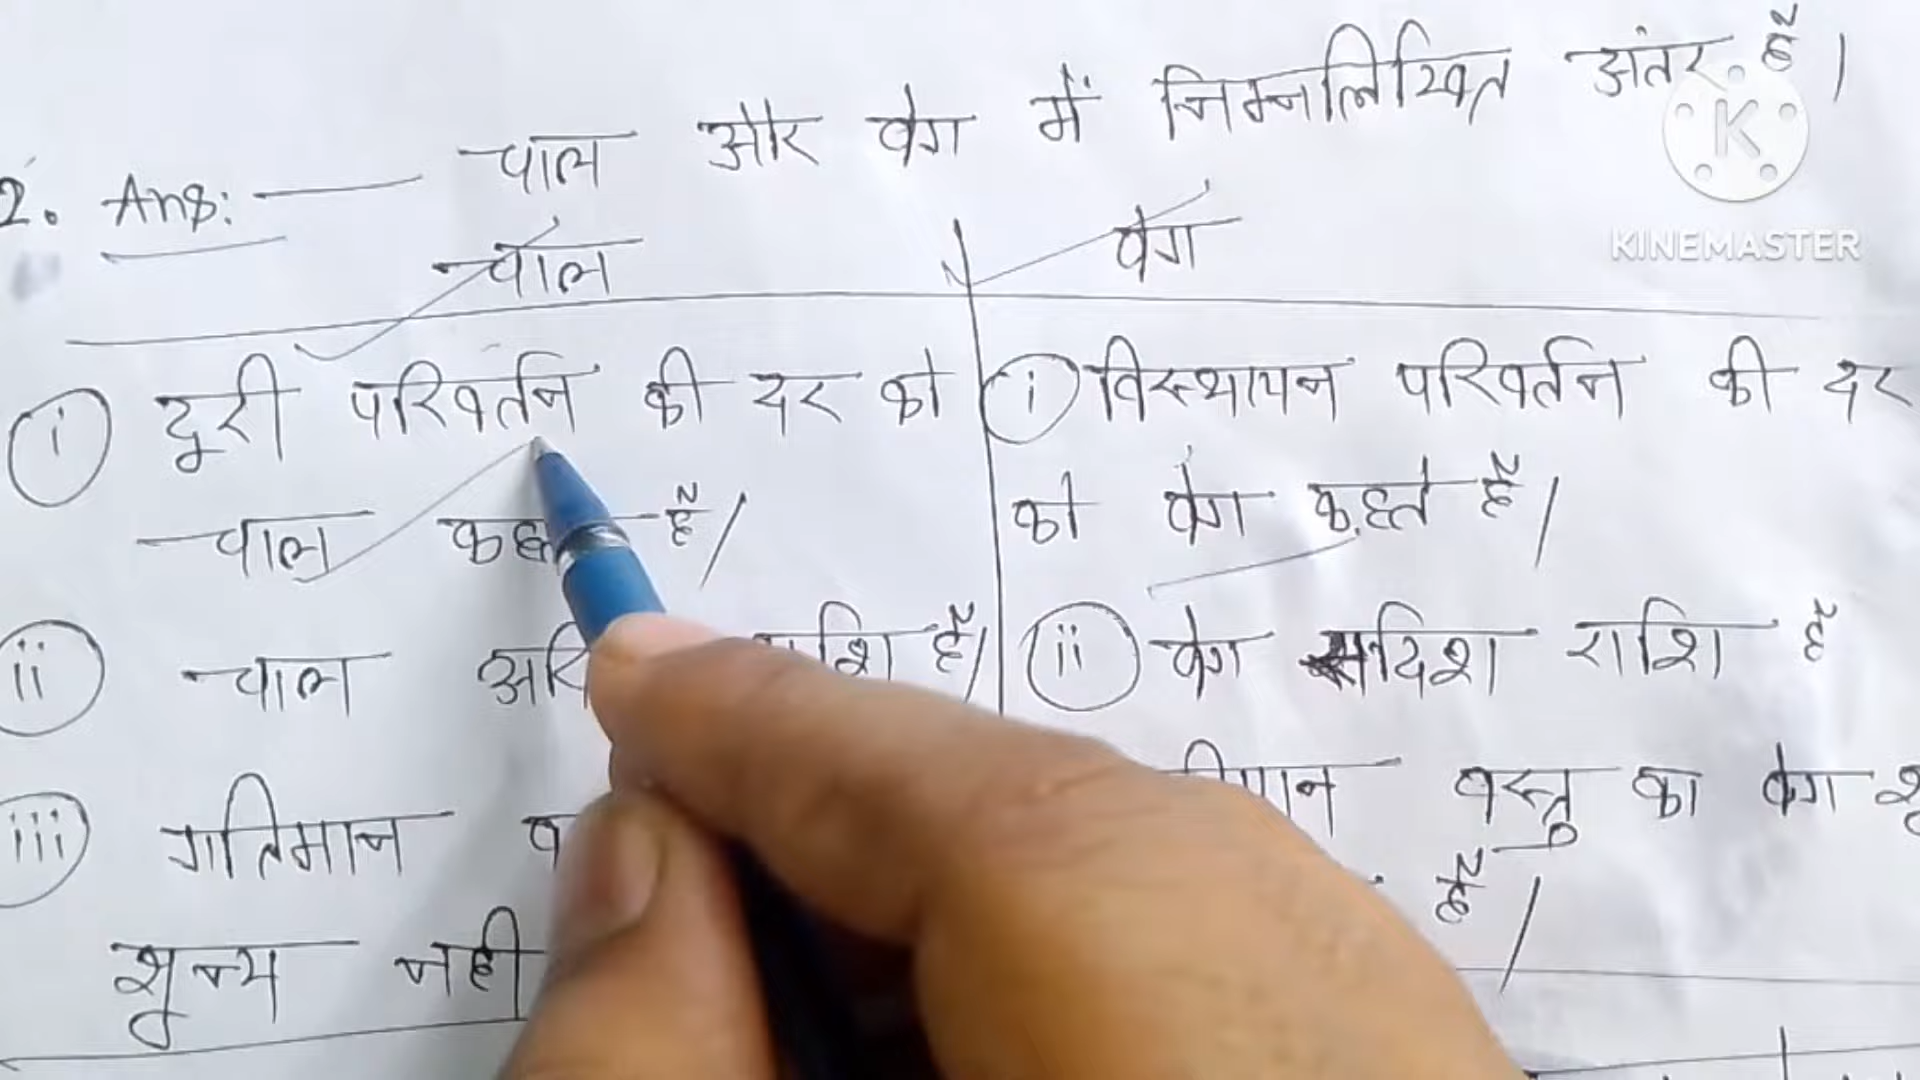 2. Ans: — चाल और वेग में निम्नलिखित अंतर हैं।
चाल
वेग
i दूरी परिवर्तन की दर को
चाल है।
ii चाल राशि है।
iii गतिमान
शून्य नही
i विस्थापन परिवर्तन की दर
को वेग कहते हैं।
ii वेग सदिश राशि है
वस्तु का वेग
है।
K
KINEMASTER